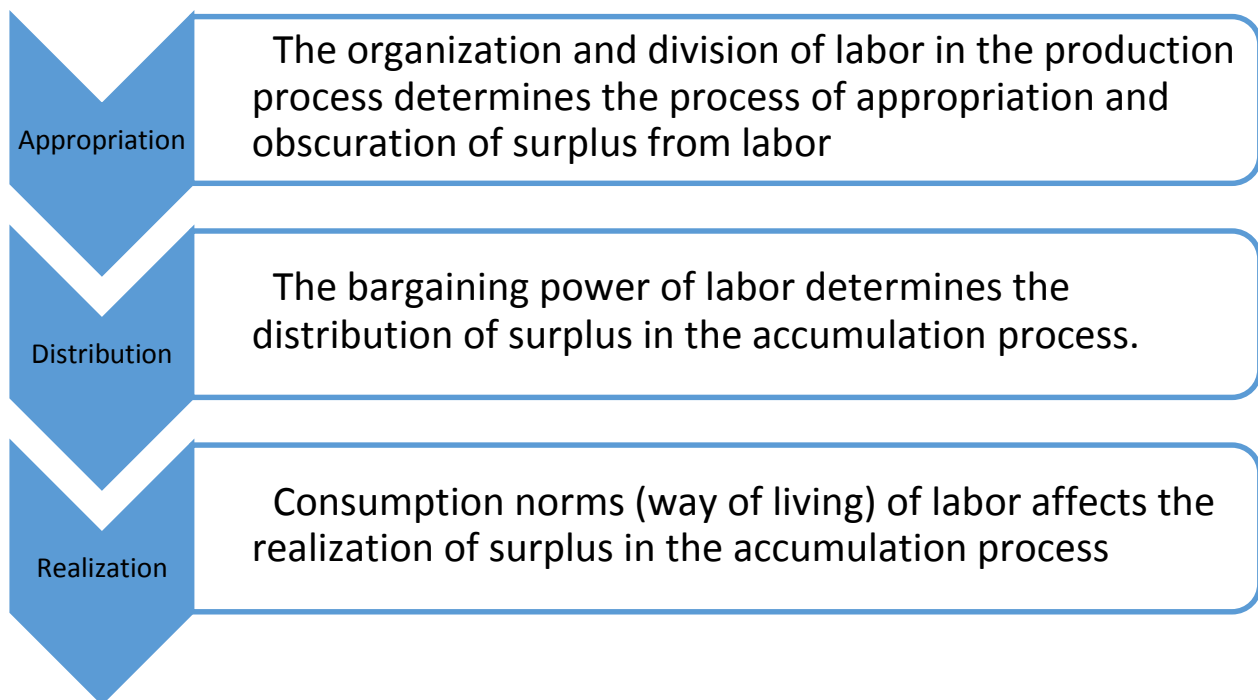 Appropriation
The organization and division of labor in the production
process determines the process of appropriation and
obscuration of surplus from labor
Distribution
The bargaining power of labor determines the
distribution of surplus in the accumulation process.
Realization
Consumption norms (way of living) of labor affects the
realization of surplus in the accumulation process